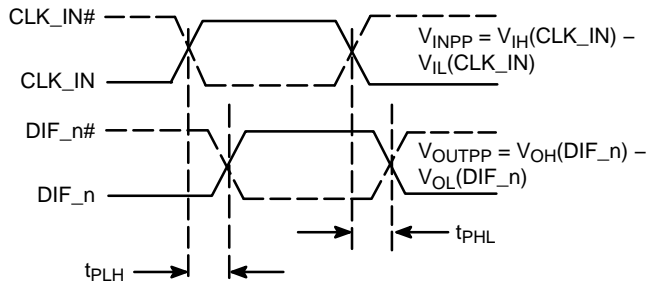 CLK_IN#
CLK_IN
V_INPP = V_IH(CLK_IN) –
V_IL(CLK_IN)
DIF_n#
DIF_n
V_OUTPP = V_OH(DIF_n) –
V_OL(DIF_n)
t_PHL
t_PLH